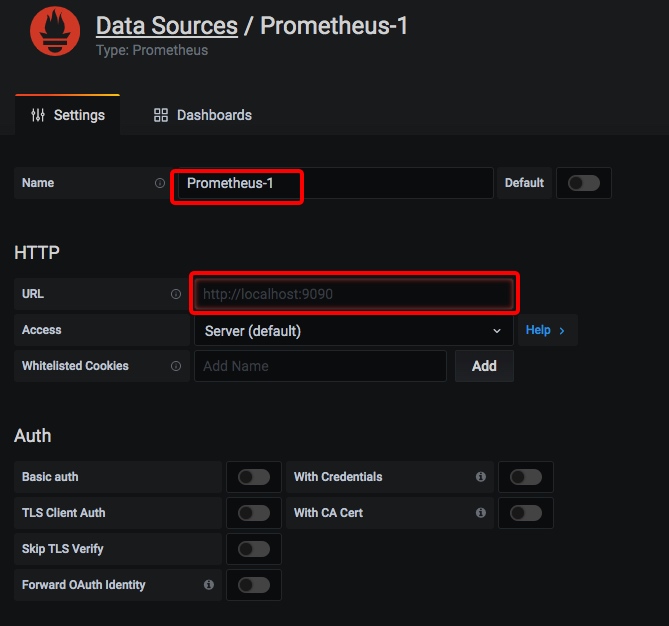 Data Sources / Prometheus-1
Type: Prometheus
Settings
Dashboards
Name
Prometheus-1
Default
HTTP
URL
http://localhost:9090
Access
Server (default)
Help
Whitelisted Cookies
Add Name
Add
Auth
Basic auth
With Credentials
TLS Client Auth
With CA Cert
Skip TLS Verify
Forward OAuth Identity